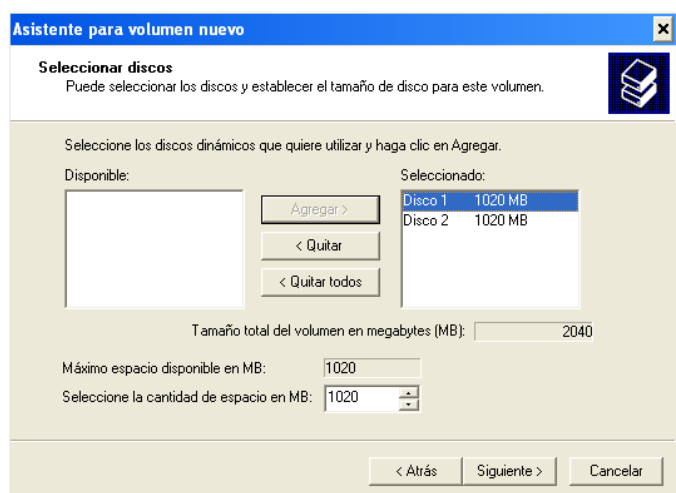 Asistente para volumen nuevo
Seleccionar discos
Puede seleccionar los discos y establecer el tamaño de disco para este volumen.
Seleccione los discos dinámicos que quiere utilizar y haga clic en Agregar.
Disponible:
Seleccionado:
Agregar >
Disco 1 1020 MB
Disco 2 1020 MB
< Quitar
< Quitar todos
Tamaño total del volumen en megabytes (MB): 2040
Máximo espacio disponible en MB: 1020
Seleccione la cantidad de espacio en MB: 1020
< Atrás Siguiente > Cancelar